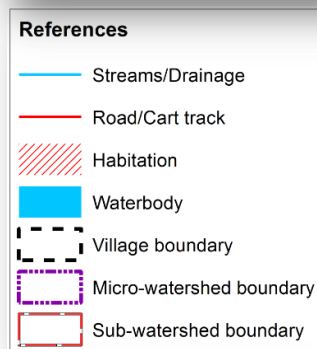 References
Streams/Drainage
Road/Cart track
Habitation
Waterbody
Village boundary
Micro-watershed boundary
Sub-watershed boundary